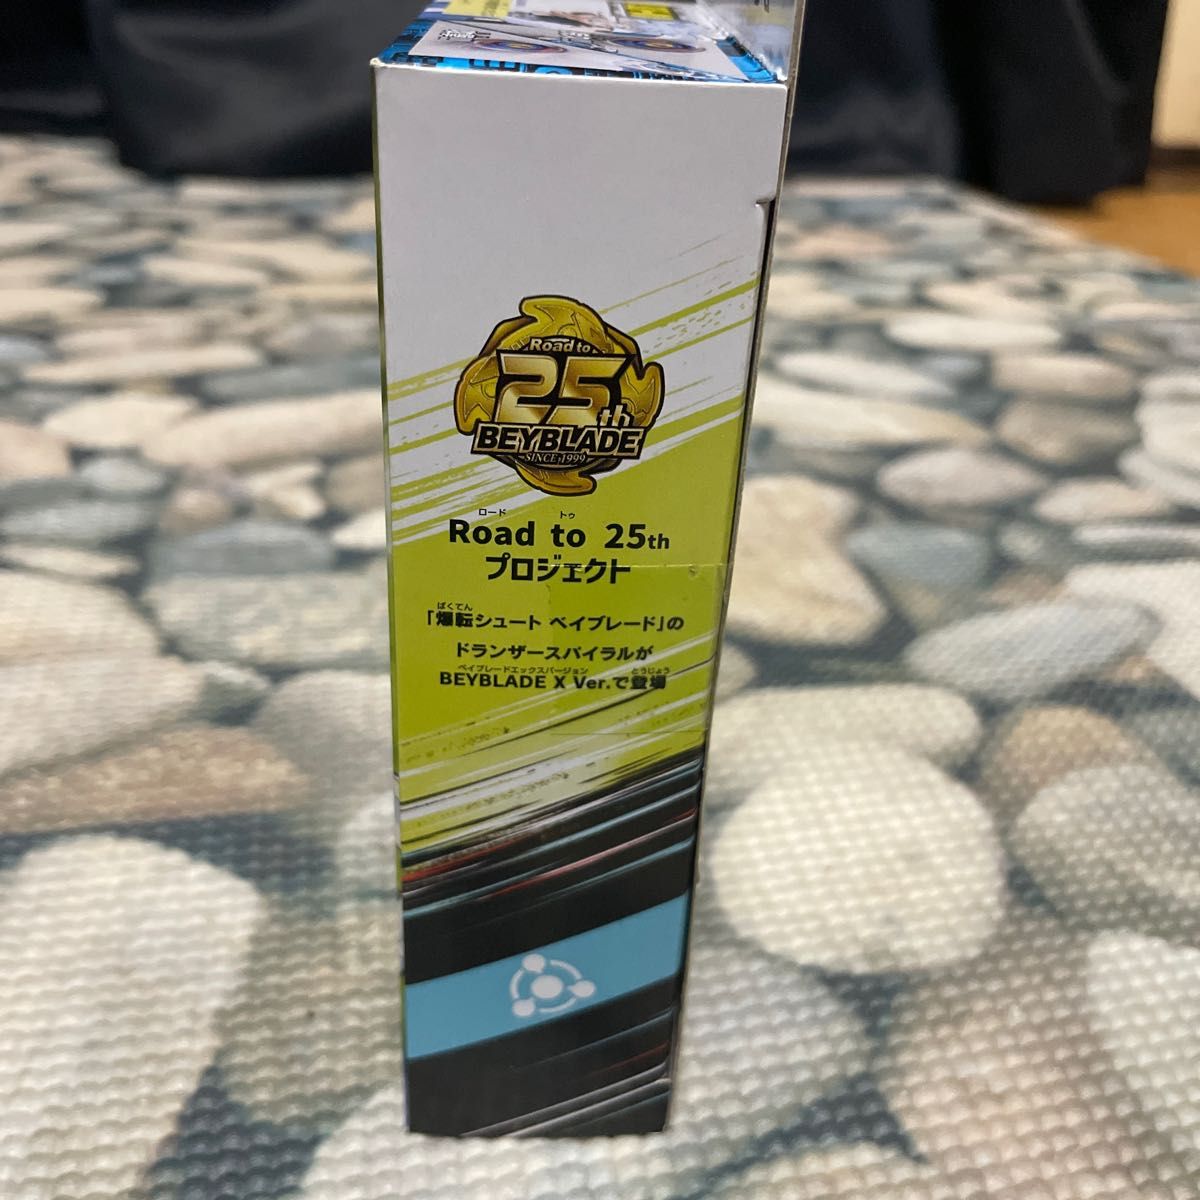 Road to
25th
BEYBLADE
SINCE 1999
ロード トゥ
Road to 25th
プロジェクト
ばくてん
「爆転シュート ベイブレード」の
ドランザースパイラルが
ベイブレードエックスバージョン とうじょう
BEYBLADE X Ver.で登場